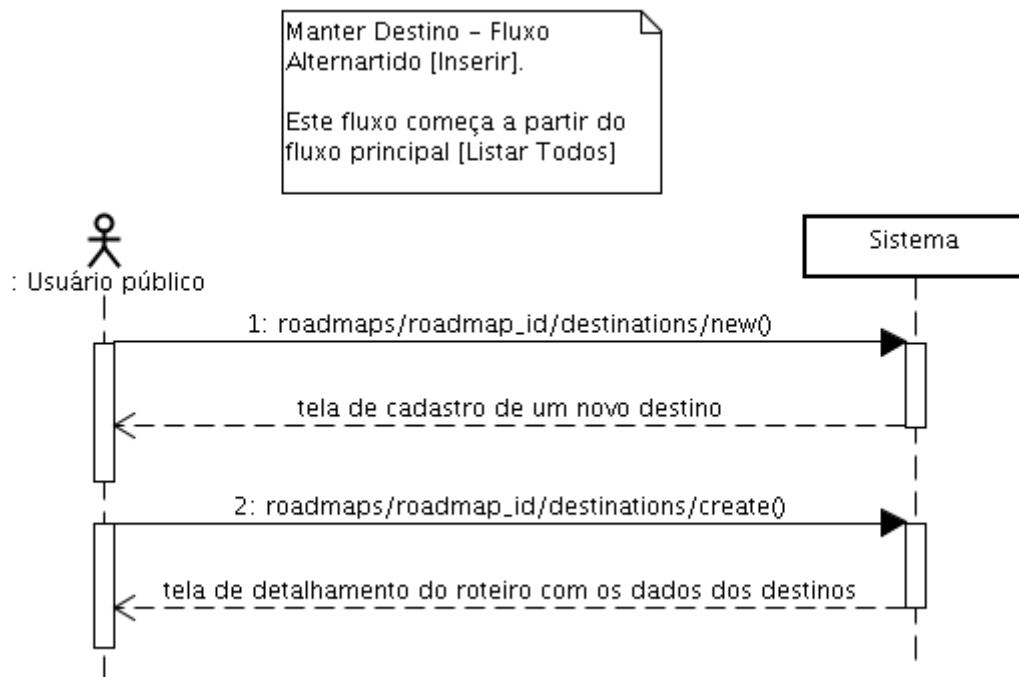 Manter Destino – Fluxo
Alternartido [Inserir].
Este fluxo começa a partir do
fluxo principal [Listar Todos]
: Usuário público
Sistema
1: roadmaps/roadmap_id/destinations/new()
tela de cadastro de um novo destino
2: roadmaps/roadmap_id/destinations/create()
tela de detalhamento do roteiro com os dados dos destinos